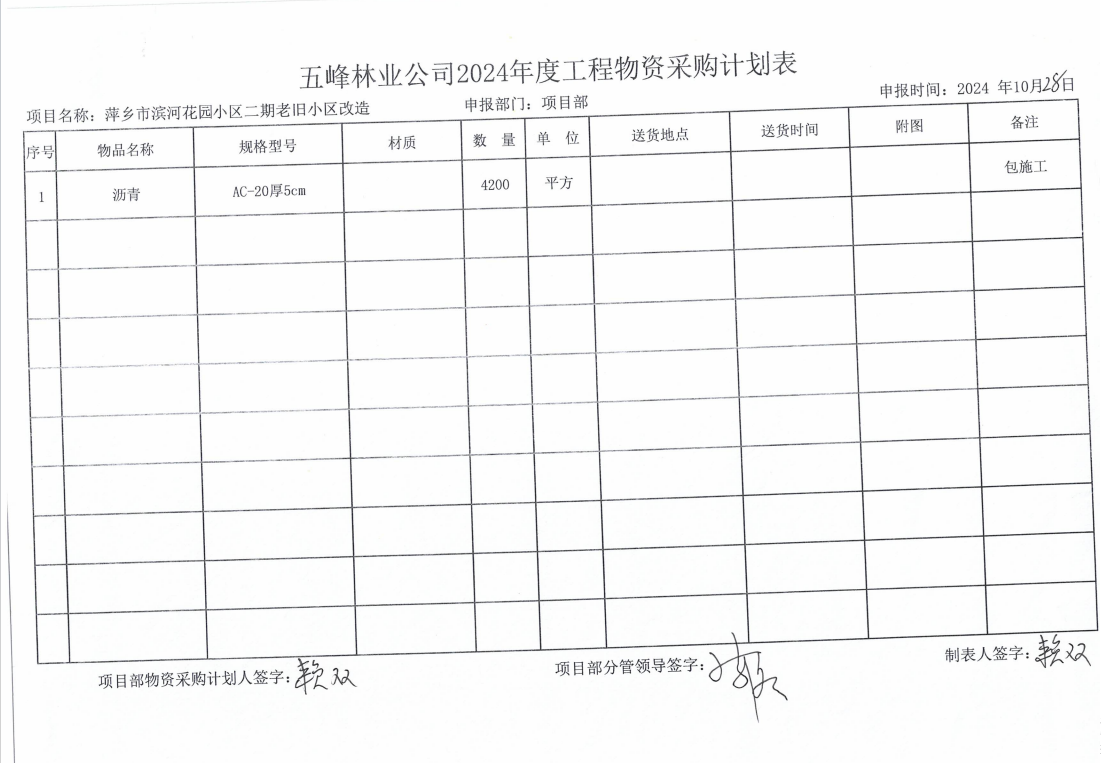 五峰林业公司2024年度工程物资采购计划表
项目名称：萍乡市滨河花园小区二期老旧小区改造 申报部门：项目部 申报时间：2024 年10月28日
序号 物品名称 规格型号 材质 数 量 单 位 送货地点 送货时间 附图 备注
1 沥青 AC-20厚5cm 4200 平方 包施工
项目部物资采购计划人签字：赖双 项目部分管领导签字： 制表人签字：赖双